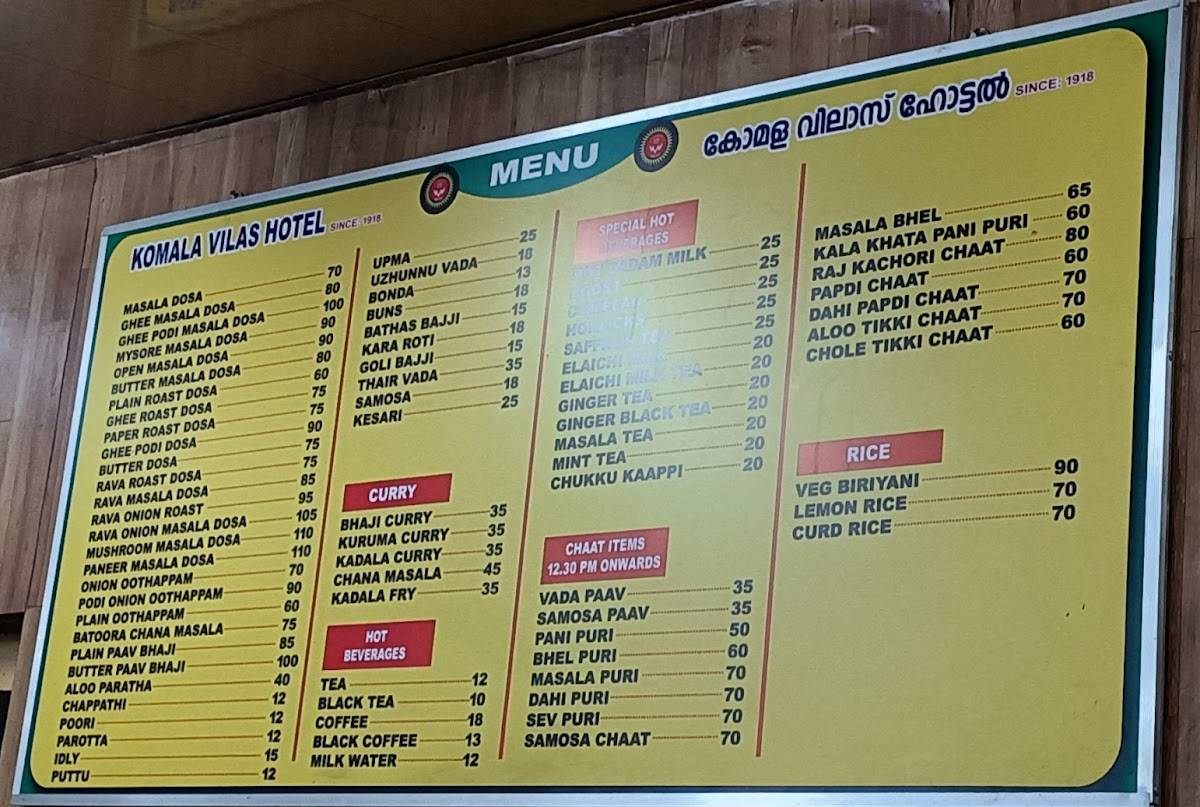 KOMALA VILAS HOTEL SINCE: 1918
MENU
കോമള വിലാസ് ഹോട്ടൽ SINCE: 1918
MASALA DOSA 70
GHEE MASALA DOSA 80
GHEE PODI MASALA DOSA 100
MYSORE MASALA DOSA 90
OPEN MASALA DOSA 90
BUTTER MASALA DOSA 80
PLAIN ROAST DOSA 60
GHEE ROAST DOSA 75
PAPER ROAST DOSA 75
GHEE PODI DOSA 90
BUTTER DOSA 75
RAVA ROAST DOSA 75
RAVA MASALA DOSA 85
RAVA ONION ROAST 95
RAVA ONION MASALA DOSA 105
MUSHROOM MASALA DOSA 110
PANEER MASALA DOSA 110
ONION OOTHAPPAM 70
PODI ONION OOTHAPPAM 90
PLAIN OOTHAPPAM 60
BATOORA CHANA MASALA 75
PLAIN PAAV BHAJI 85
BUTTER PAAV BHAJI 100
ALOO PARATHA 40
CHAPPATHI 12
POORI 12
PAROTTA 12
IDLY 15
PUTTU 12
UPMA 25
UZHUNNU VADA 18
BONDA 13
BUNS 18
BATHAS BAJJI 15
KARA ROTI 18
GOLI BAJJI 15
THAIR VADA 35
SAMOSA 18
KESARI 25
CURRY
BHAJI CURRY 35
KURUMA CURRY 35
KADALA CURRY 35
CHANA MASALA 45
KADALA FRY 35
HOT
BEVERAGES
TEA 12
BLACK TEA 10
COFFEE 18
BLACK COFFEE 13
MILK WATER 12
SPECIAL HOT
BEVERAGES
BADAM MILK 25
BOOST 25
25
HORLICKS 25
SAFFRON TEA 25
ELAICHI 20
ELAICHI MILK TEA 20
GINGER TEA 20
GINGER BLACK TEA 20
MASALA TEA 20
MINT TEA 20
CHUKKU KAAPPI 20
CHAAT ITEMS
12.30 PM ONWARDS
VADA PAAV 35
SAMOSA PAAV 35
PANI PURI 50
BHEL PURI 60
MASALA PURI 70
DAHI PURI 70
SEV PURI 70
SAMOSA CHAAT 70
MASALA BHEL 65
KALA KHATA PANI PURI 60
RAJ KACHORI CHAAT 80
PAPDI CHAAT 60
DAHI PAPDI CHAAT 70
ALOO TIKKI CHAAT 70
CHOLE TIKKI CHAAT 60
RICE
VEG BIRIYANI 90
LEMON RICE 70
CURD RICE 70